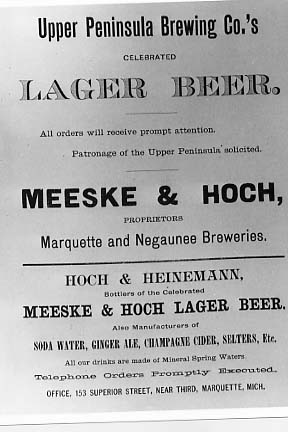 Upper Peninsula Brewing Co.'s
CELEBRATED
LAGER BEER.
All orders will receive prompt attention.
Patronage of the Upper Peninsula solicited.
MEESKE & HOCH,
PROPRIETORS
Marquette and Negaunee Breweries.
HOCH & HEINEMANN,
Bottlers of the Celebrated
MEESKE & HOCH LAGER BEER.
Also Manufacturers of
SODA WATER, GINGER ALE, CHAMPAGNE CIDER, SELTERS, Etc.
All our drinks are made of Mineral Spring Waters
Telephone Orders Promptly Executed.
OFFICE, 153 SUPERIOR STREET, NEAR THIRD, MARQUETTE, MICH.